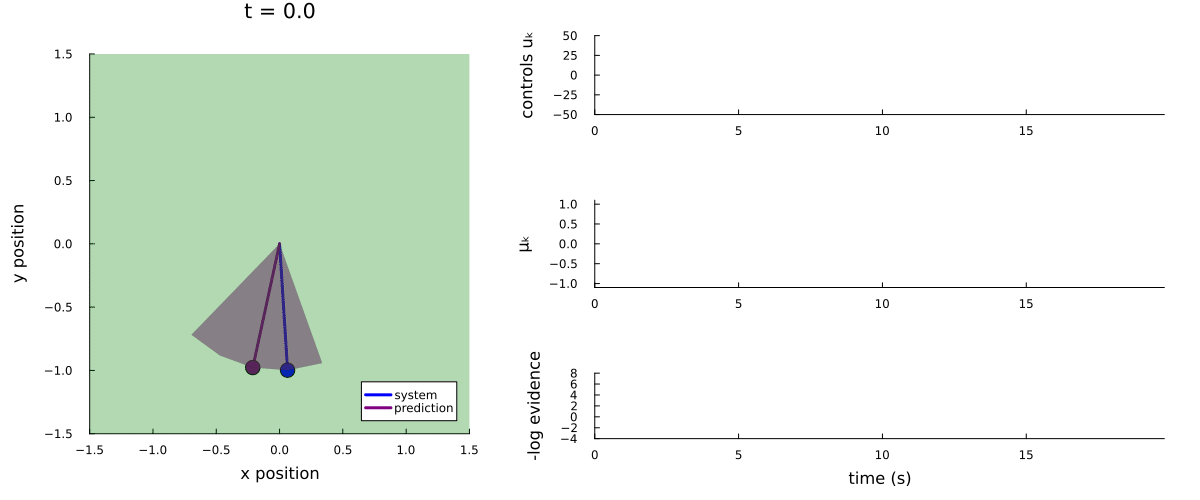 t = 0.0
y position
1.5
1.0
0.5
0.0
−0.5
−1.0
−1.5
−1.5 −1.0 −0.5 0.0 0.5 1.0 1.5
x position
system
prediction
controls uₖ
50
25
0
−25
−50
0 5 10 15
μₖ
1.0
0.5
0.0
−0.5
−1.0
0 5 10 15
-log evidence
8
6
4
2
0
−2
−4
0 5 10 15
time (s)